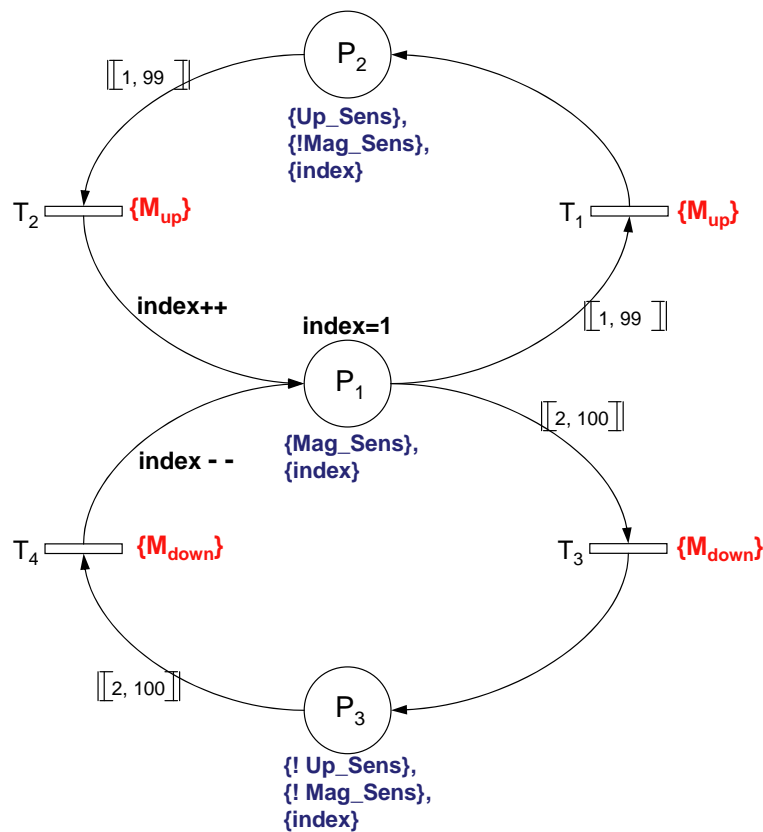 P2
[[1, 99 ]]
{Up_Sens},
{!Mag_Sens},
{index}
T2
{Mup}
T1
{Mup}
index++
index=1
[[1, 99 ]]
P1
[[2, 100]]
{Mag_Sens},
{index}
index - -
T4
{Mdown}
T3
{Mdown}
[[2, 100]]
P3
{! Up_Sens},
{! Mag_Sens},
{index}